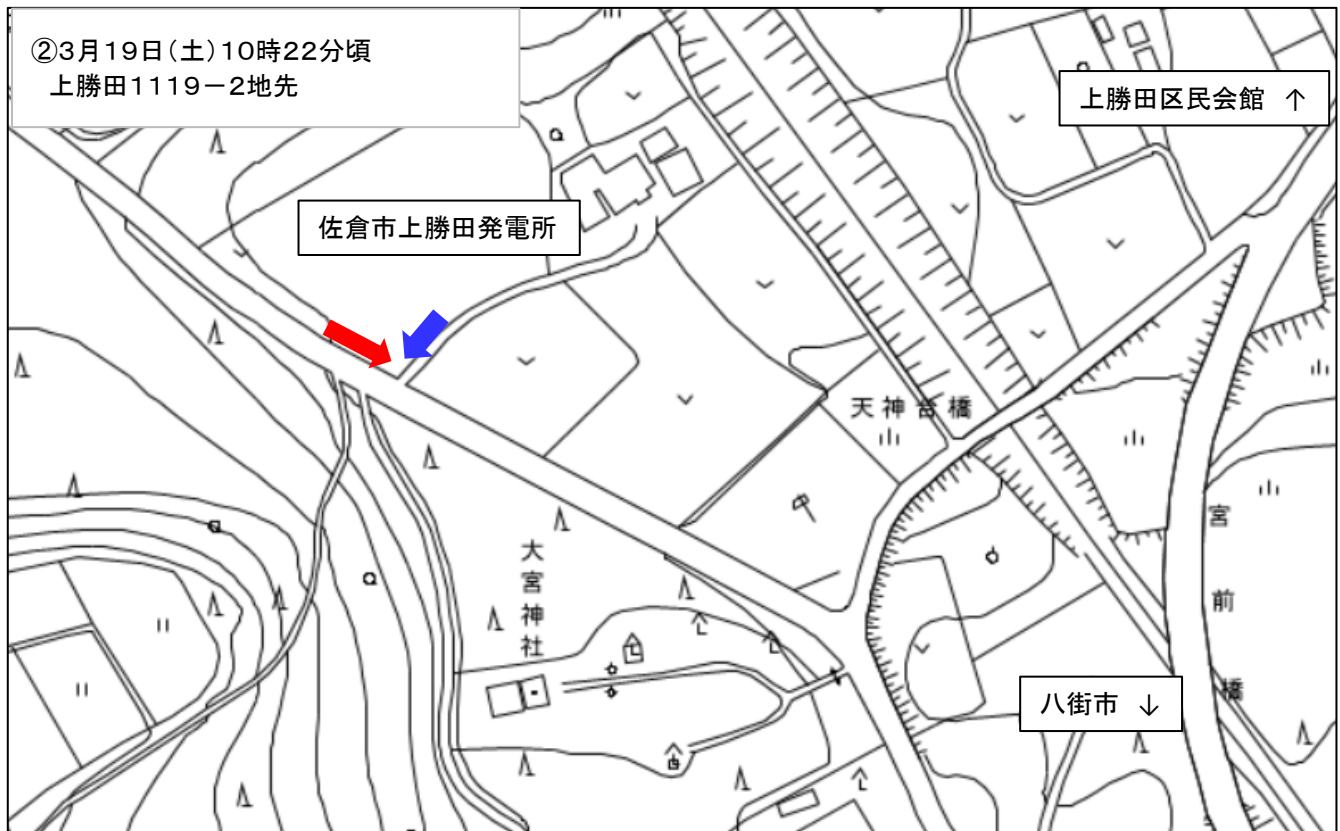 ②3月19日(土)10時22分頃
上勝田1119－2地先
上勝田区民会館 ↑
佐倉市上勝田発電所
天神台橋
大宮神社
宮前橋
八街市 ↓